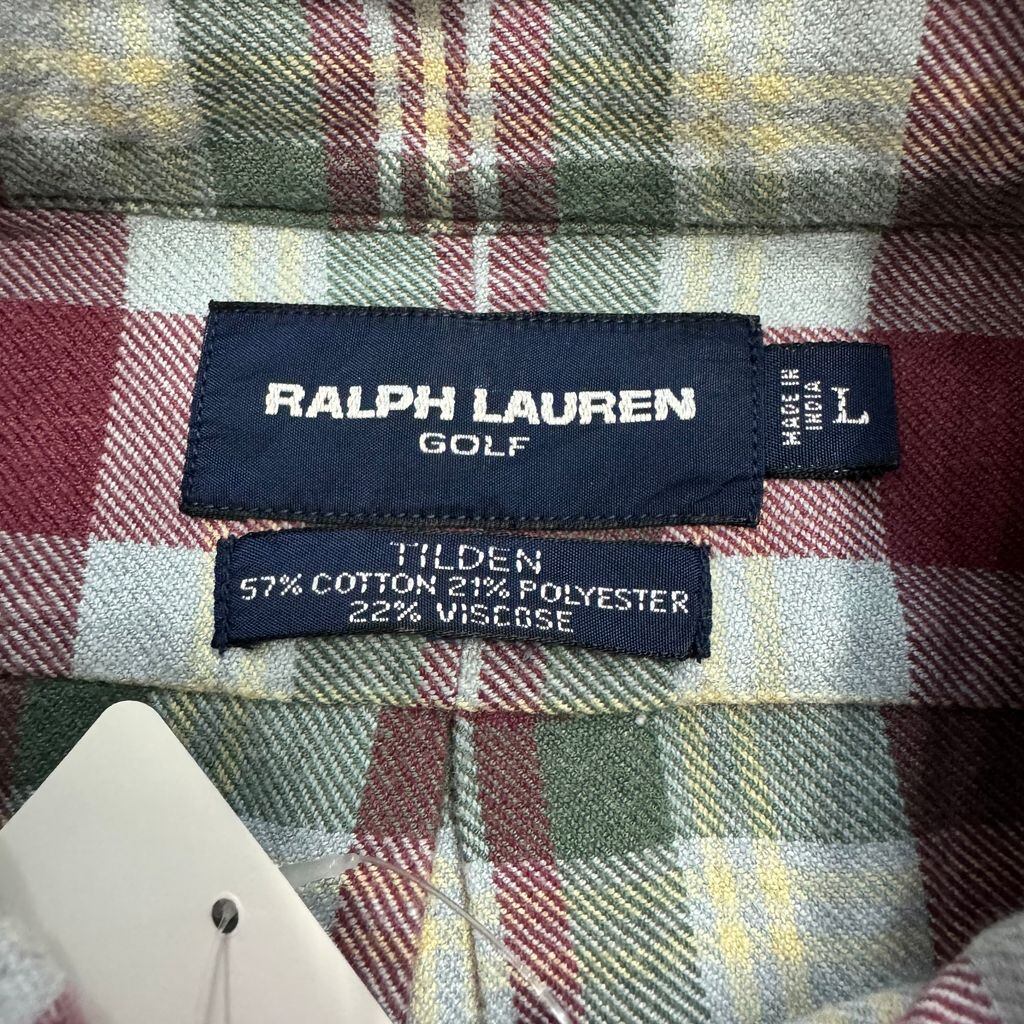 RALPH LAUREN
GOLF
MADE IN
INDIA
L
TILDEN
57% COTTON 21% POLYESTER
22% VISCOSE